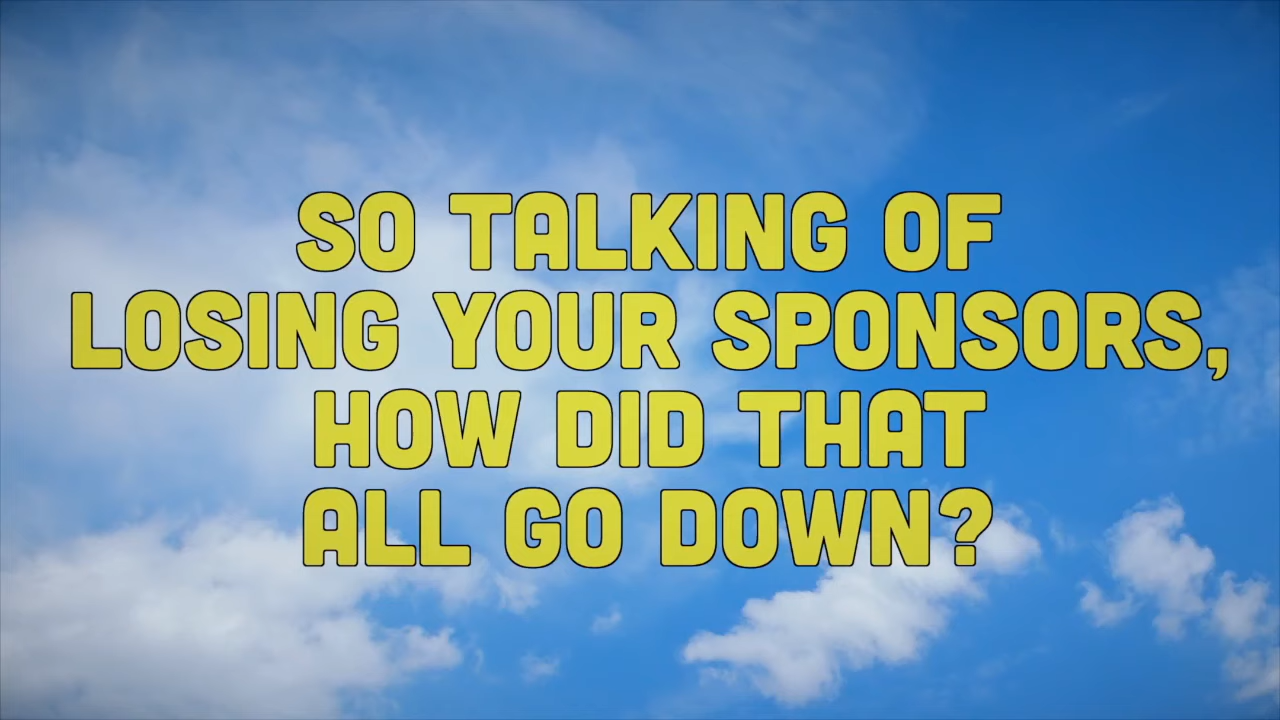 SO TALKING OF
LOSING YOUR SPONSORS,
HOW DID THAT
ALL GO DOWN?